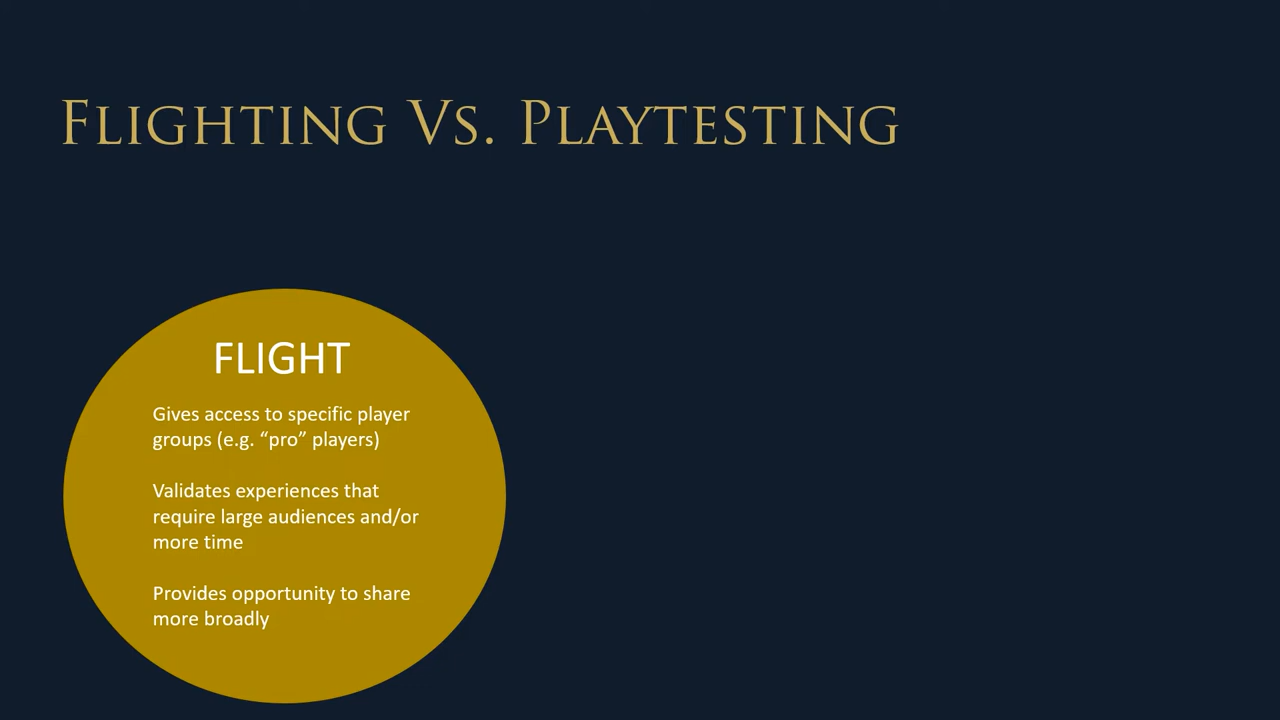 Flighting Vs. Playtesting
FLIGHT
Gives access to specific player
groups (e.g. “pro” players)
Validates experiences that
require large audiences and/or
more time
Provides opportunity to share
more broadly